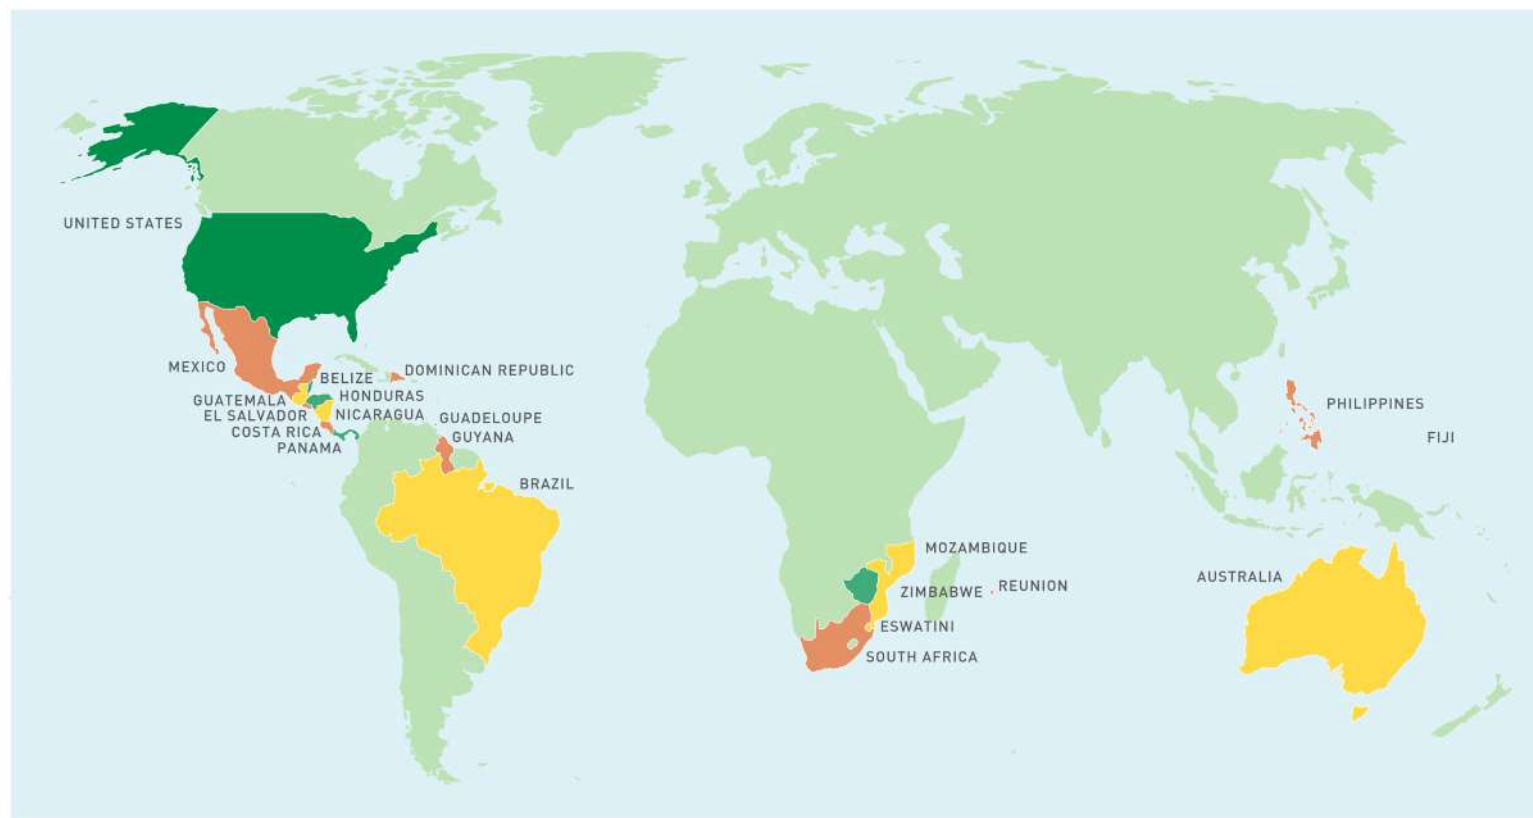 UNITED STATES
MEXICO
DOMINICAN REPUBLIC
BELIZE
GUATEMALA
HONDURAS
EL SALVADOR
NICARAGUA
GUADELOUPE
COSTA RICA
GUYANA
PANAMA
BRAZIL
PHILIPPINES
FIJI
MOZAMBIQUE
ZIMBABWE
REUNION
ESWATINI
SOUTH AFRICA
AUSTRALIA